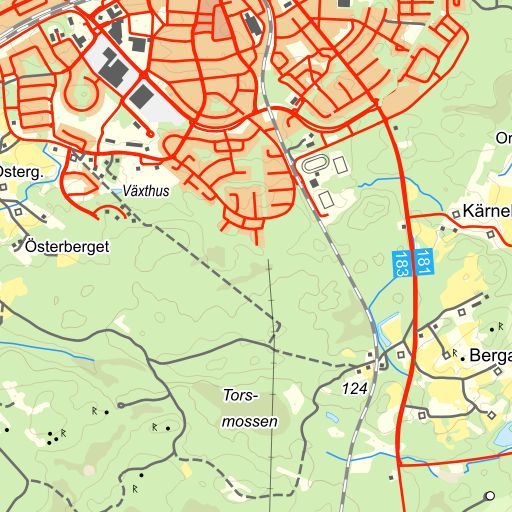 Or
Österg.
Växthus
Kärnel
Österberget
181
183
Berga
124
Tors-
mossen
R
R
R
R
R
R